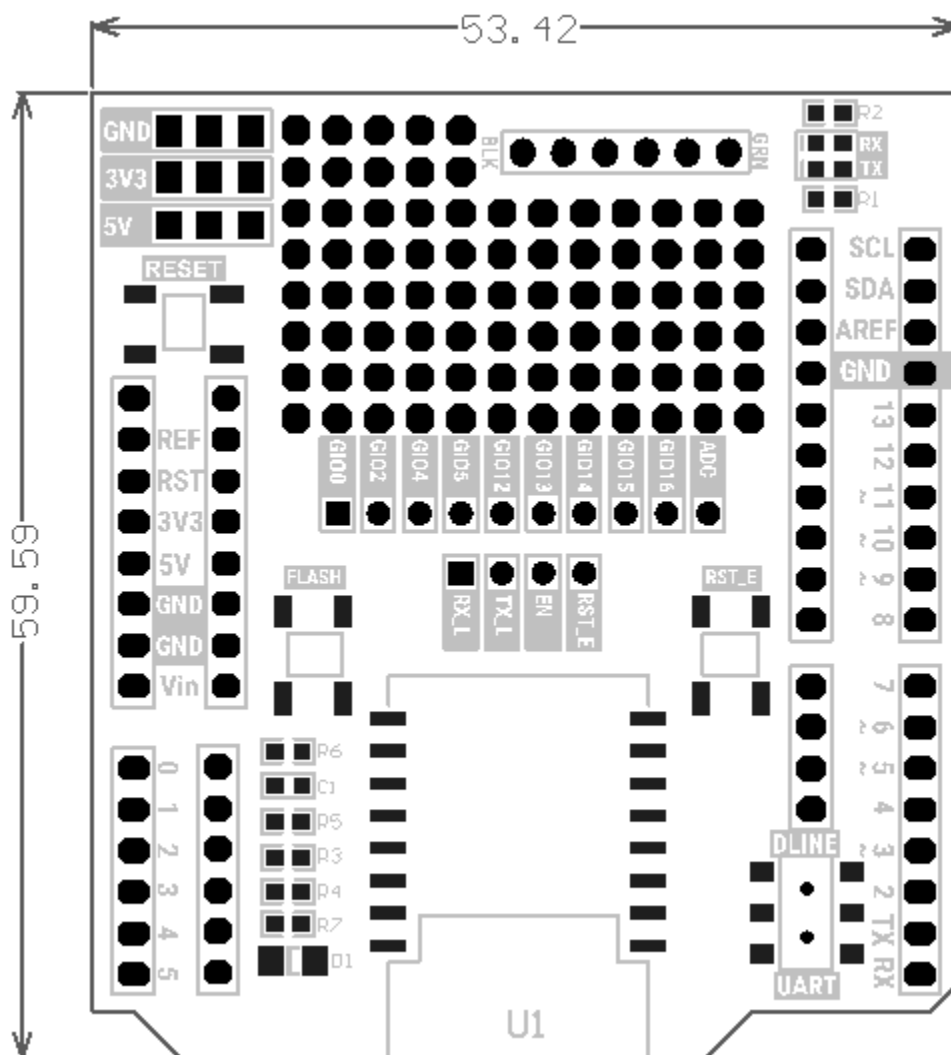 53.42
59.59
GND
3V3
5V
BLK
GRN
R2
RX
TX
R1
RESET
SCL
SDA
AREF
GND
13
12
~11
~10
~9
8
REF
RST
3V3
5V
GND
GND
Vin
GIO0
GIO2
GIO4
GIO5
GIO12
GIO13
GIO14
GIO15
GIO16
ADC
FLASH
RX_L
TX_L
EN
RST_E
RST_E
7
~6
~5
4
~3
2
TX
RX
0
1
2
3
4
5
R6
C1
R5
R3
R4
R7
D1
DLINE
UART
U1